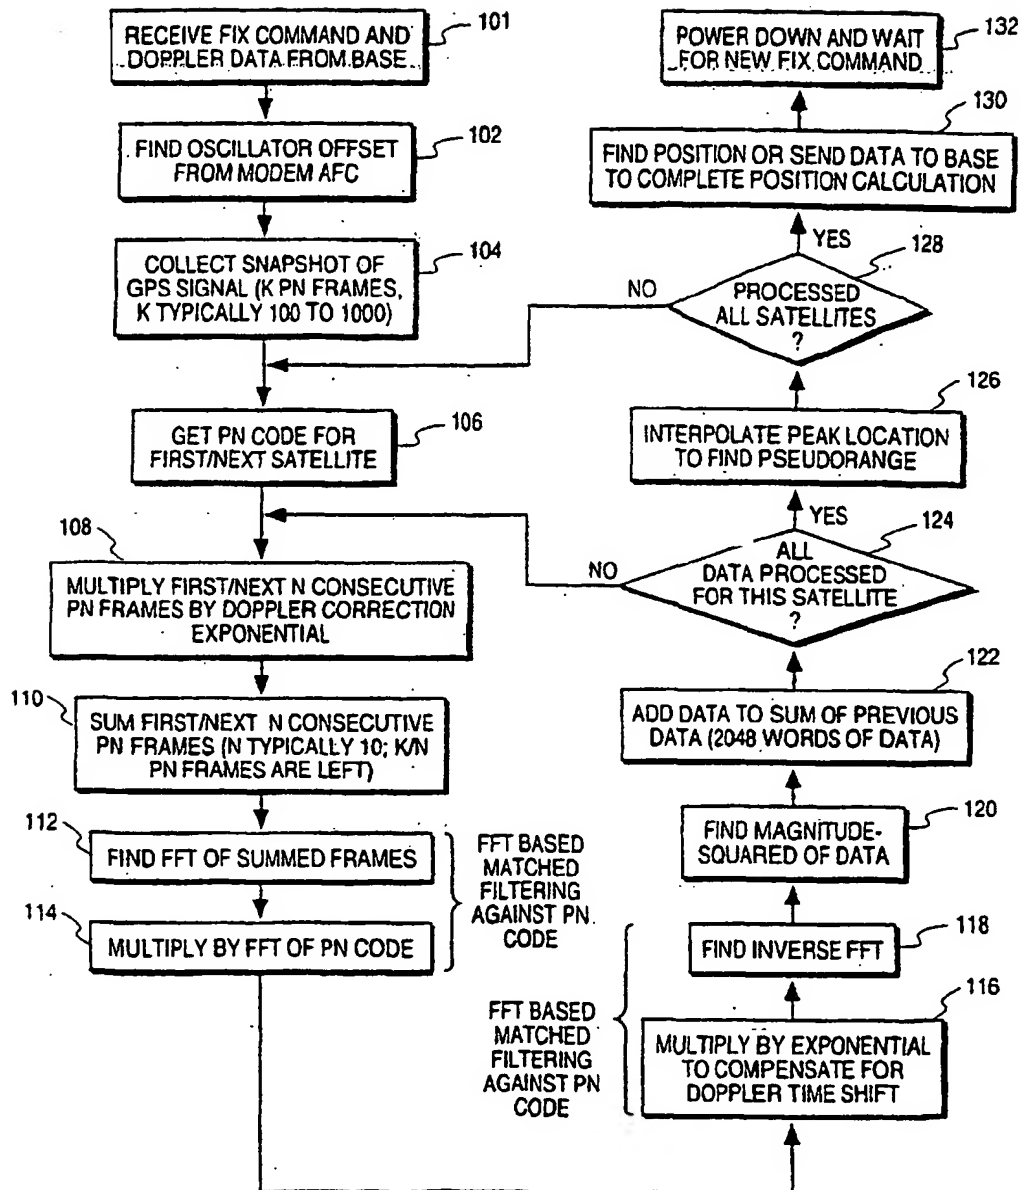 101
RECEIVE FIX COMMAND AND
DOPPLER DATA FROM BASE
102
FIND OSCILLATOR OFFSET
FROM MODEM AFC
104
COLLECT SNAPSHOT OF
GPS SIGNAL (K PN FRAMES,
K TYPICALLY 100 TO 1000)
106
GET PN CODE FOR
FIRST/NEXT SATELLITE
108
MULTIPLY FIRST/NEXT N CONSECUTIVE
PN FRAMES BY DOPPLER CORRECTION
EXPONENTIAL
110
SUM FIRST/NEXT N CONSECUTIVE
PN FRAMES (N TYPICALLY 10; K/N
PN FRAMES ARE LEFT)
112
FIND FFT OF SUMMED FRAMES
114
MULTIPLY BY FFT OF PN CODE
FFT BASED
MATCHED
FILTERING
AGAINST PN
CODE
FFT BASED
MATCHED
FILTERING
AGAINST PN
CODE
116
MULTIPLY BY EXPONENTIAL
TO COMPENSATE FOR
DOPPLER TIME SHIFT
118
FIND INVERSE FFT
120
FIND MAGNITUDE-
SQUARED OF DATA
122
ADD DATA TO SUM OF PREVIOUS
DATA (2048 WORDS OF DATA)
124
ALL
DATA PROCESSED
FOR THIS SATELLITE
?
NO
YES
126
INTERPOLATE PEAK LOCATION
TO FIND PSEUDORANGE
128
PROCESSED
ALL SATELLITES
?
NO
YES
130
FIND POSITION OR SEND DATA TO BASE
TO COMPLETE POSITION CALCULATION
132
POWER DOWN AND WAIT
FOR NEW FIX COMMAND